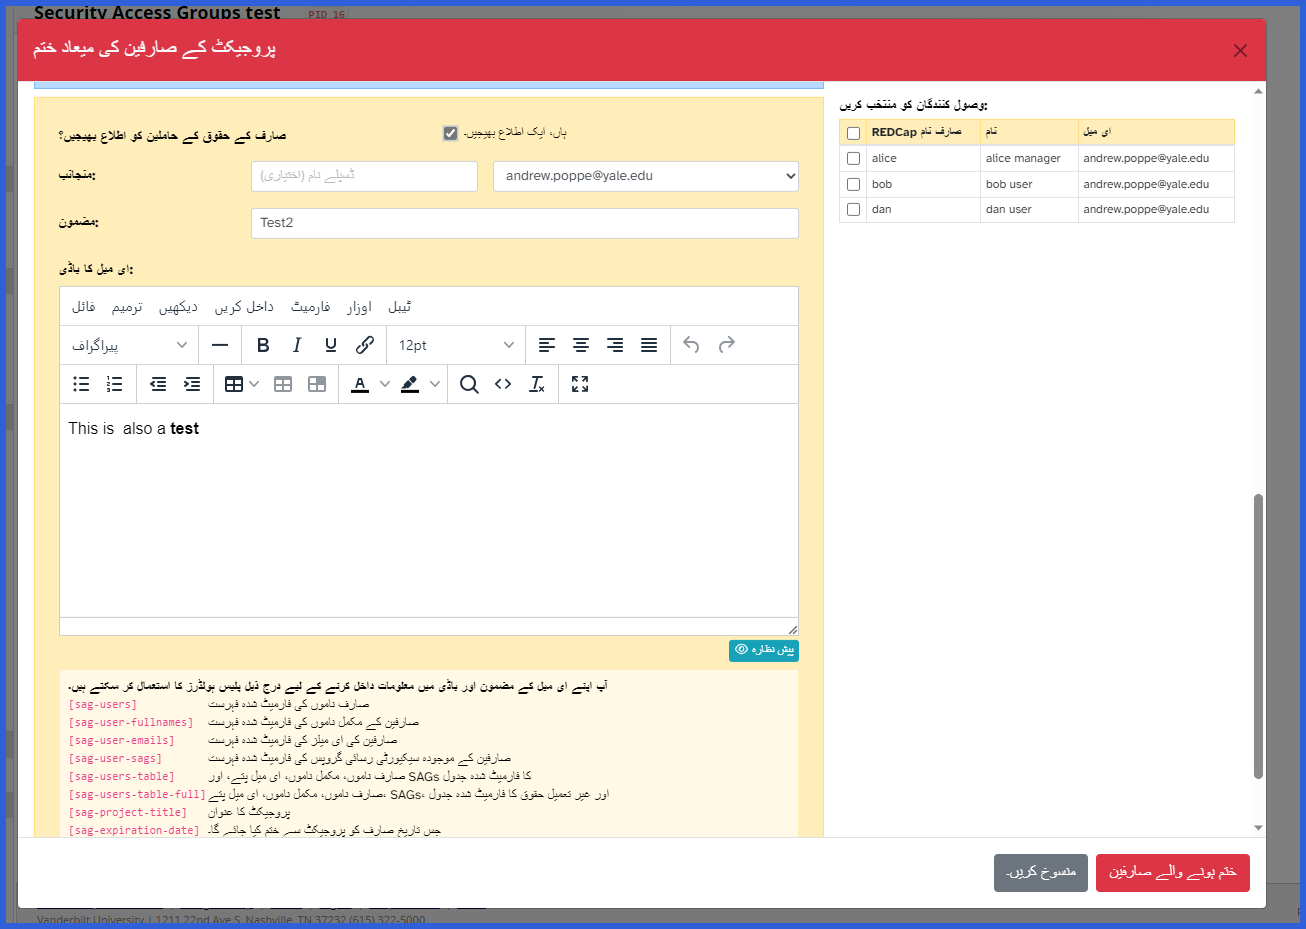 Security Access Groups test PID 16
پروجیکٹ کے صارفین کی میعاد ختم
صارف کے حقوق کے حاملین کو اطلاع بھیجیں؟
ہاں، ایک اطلاع بھیجیں۔
منجانب:
ڈسپلے نام (اختیاری)
andrew.poppe@yale.edu
مضمون:
Test2
ای میل کا باڈی:
فائل ترمیم دیکھیں داخل کریں فارمیٹ اوزار ٹیبل
پیراگراف B I U 12pt
This is also a test
پیش نظارہ
آپ اپنے ای میل کے مضمون اور باڈی میں معلومات داخل کرنے کے لیے درج ذیل پلیس ہولڈرز کا استعمال کر سکتے ہیں۔
[sag-users] صارف ناموں کی فارمیٹ شدہ فہرست
[sag-user-fullnames] صارفین کے مکمل ناموں کی فارمیٹ شدہ فہرست
[sag-user-emails] صارفین کی ای میلز کی فارمیٹ شدہ فہرست
[sag-user-sags] صارفین کے موجودہ سیکیورٹی رسائی گروپس کی فارمیٹ شدہ فہرست
[sag-users-table] صارف ناموں، مکمل ناموں، ای میل پتے، اور SAGs کا فارمیٹ شدہ جدول
[sag-users-table-full] صارف ناموں، مکمل ناموں، ای میل پتے، SAGs، اور غیر تعمیل حقوق کا فارمیٹ شدہ جدول
[sag-project-title] پروجیکٹ کا عنوان
[sag-expiration-date] جس تاریخ صارف کو پروجیکٹ سے ختم کیا جائے گا۔
وصول کنندگان کو منتخب کریں:
REDCap صارف نام نام ای میل
alice alice manager andrew.poppe@yale.edu
bob bob user andrew.poppe@yale.edu
dan dan user andrew.poppe@yale.edu
منسوخ کریں۔
ختم ہونے والے صارفین
Vanderbilt University | 1211 22nd Ave S, Nashville, TN 37232 (615) 322-5000